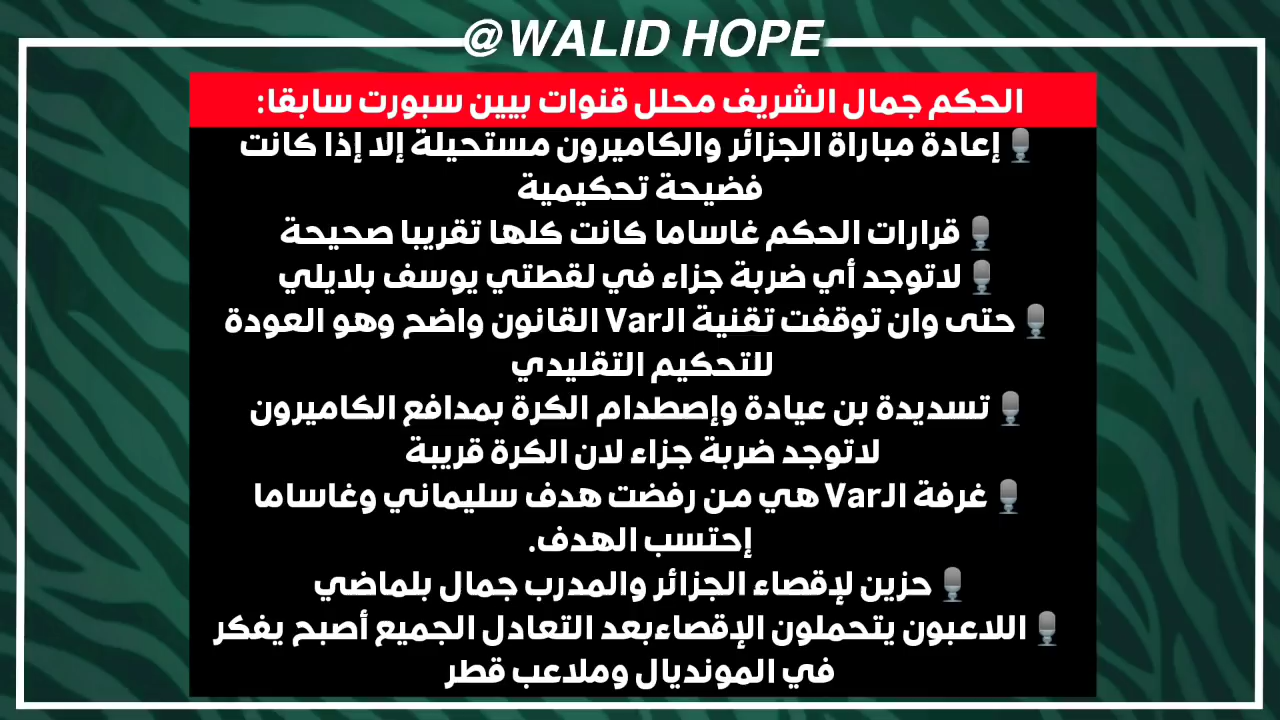 @WALID HOPE
الحكم جمال الشريف محلل قنوات بيين سبورت سابقا:
🎙️إعادة مباراة الجزائر والكاميرون مستحيلة إلا إذا كانت
فضيحة تحكيمية
🎙️قرارات الحكم غاساما كانت كلها تقريبا صحيحة
🎙️لاتوجد أي ضربة جزاء في لقطتي يوسف بلايلي
🎙️حتى وان توقفت تقنية الـVar القانون واضح وهو العودة
للتحكيم التقليدي
🎙️تسديدة بن عيادة وإصطدام الكرة بمدافع الكاميرون
لاتوجد ضربة جزاء لان الكرة قريبة
🎙️غرفة الـVar هي من رفضت هدف سليماني وغاساما
إحتسب الهدف.
🎙️حزين لإقصاء الجزائر والمدرب جمال بلماضي
🎙️اللاعبون يتحملون الإقصاءبعد التعادل الجميع أصبح يفكر
في المونديال وملاعب قطر